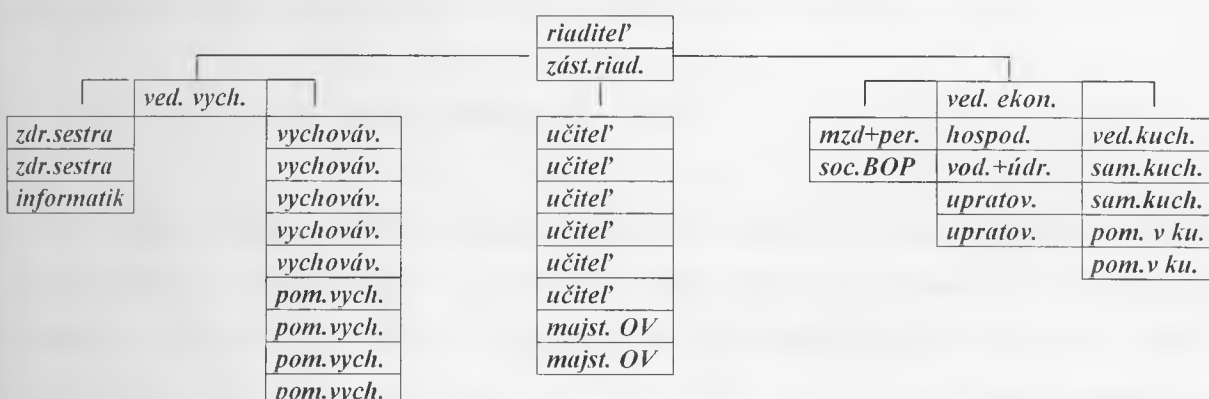 riaditeľ
zást.riad.
ved. vych.
ved. ekon.
zdr.sestra
zdr.sestra
informatik
vychováv.
vychováv.
vychováv.
vychováv.
vychováv.
pom.vych.
pom.vych.
pom.vych.
pom.vych.
učiteľ
učiteľ
učiteľ
učiteľ
učiteľ
učiteľ
majst. OV
majst. OV
mzd+per.
soc.BOP
hospod.
vod.+údr.
upratov.
upratov.
ved.kuch.
sam.kuch.
sam.kuch.
pom. v ku.
pom.v ku.